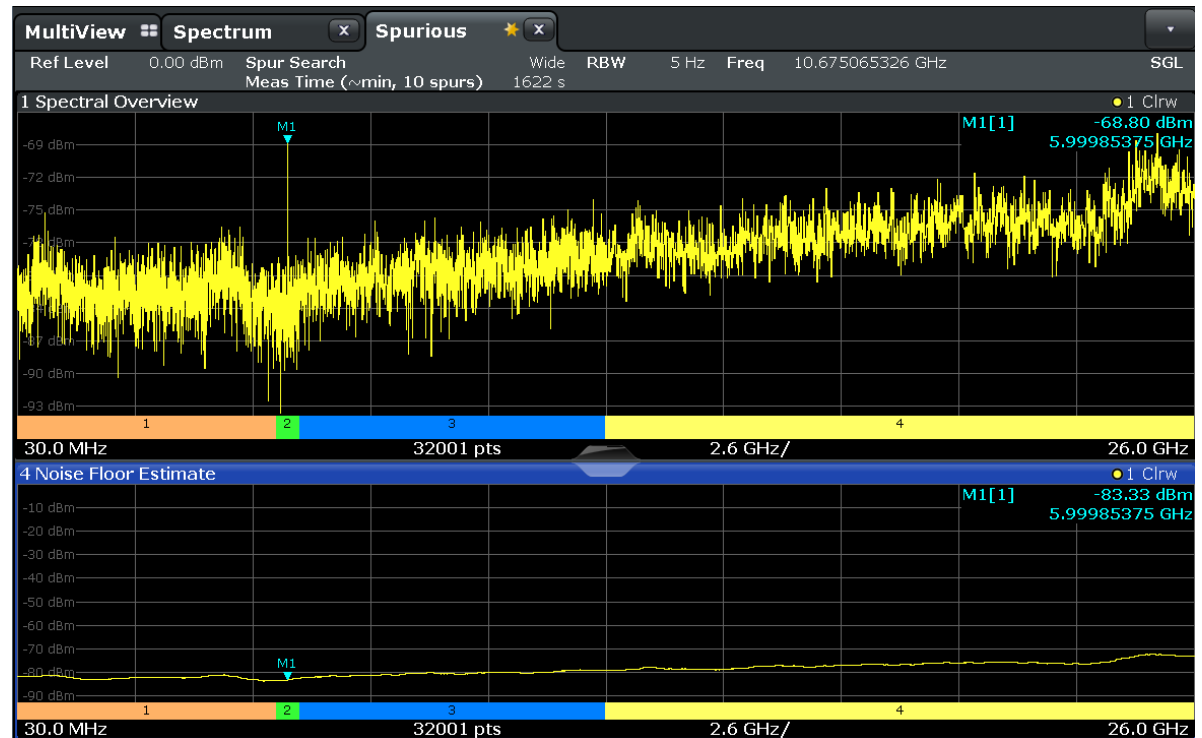 MultiView Spectrum X Spurious X
Ref Level 0.00 dBm Spur Search Wide RBW 5 Hz Freq 10.675065326 GHz SGL
Meas Time (~min, 10 spurs) 1622 s
1 Spectral Overview 1 Clrw
M1 M1[1] -68.80 dBm
5.99985375 GHz
-69 dBm
-72 dBm
-75 dBm
-90 dBm
-93 dBm
1 2 3 4
30.0 MHz 32001 pts 2.6 GHz/ 26.0 GHz
4 Noise Floor Estimate 1 Clrw
M1[1] -83.33 dBm
5.99985375 GHz
-10 dBm
-20 dBm
-30 dBm
-40 dBm
-50 dBm
-60 dBm
-70 dBm
M1
-80 dBm
-90 dBm
1 2 3 4
30.0 MHz 32001 pts 2.6 GHz/ 26.0 GHz